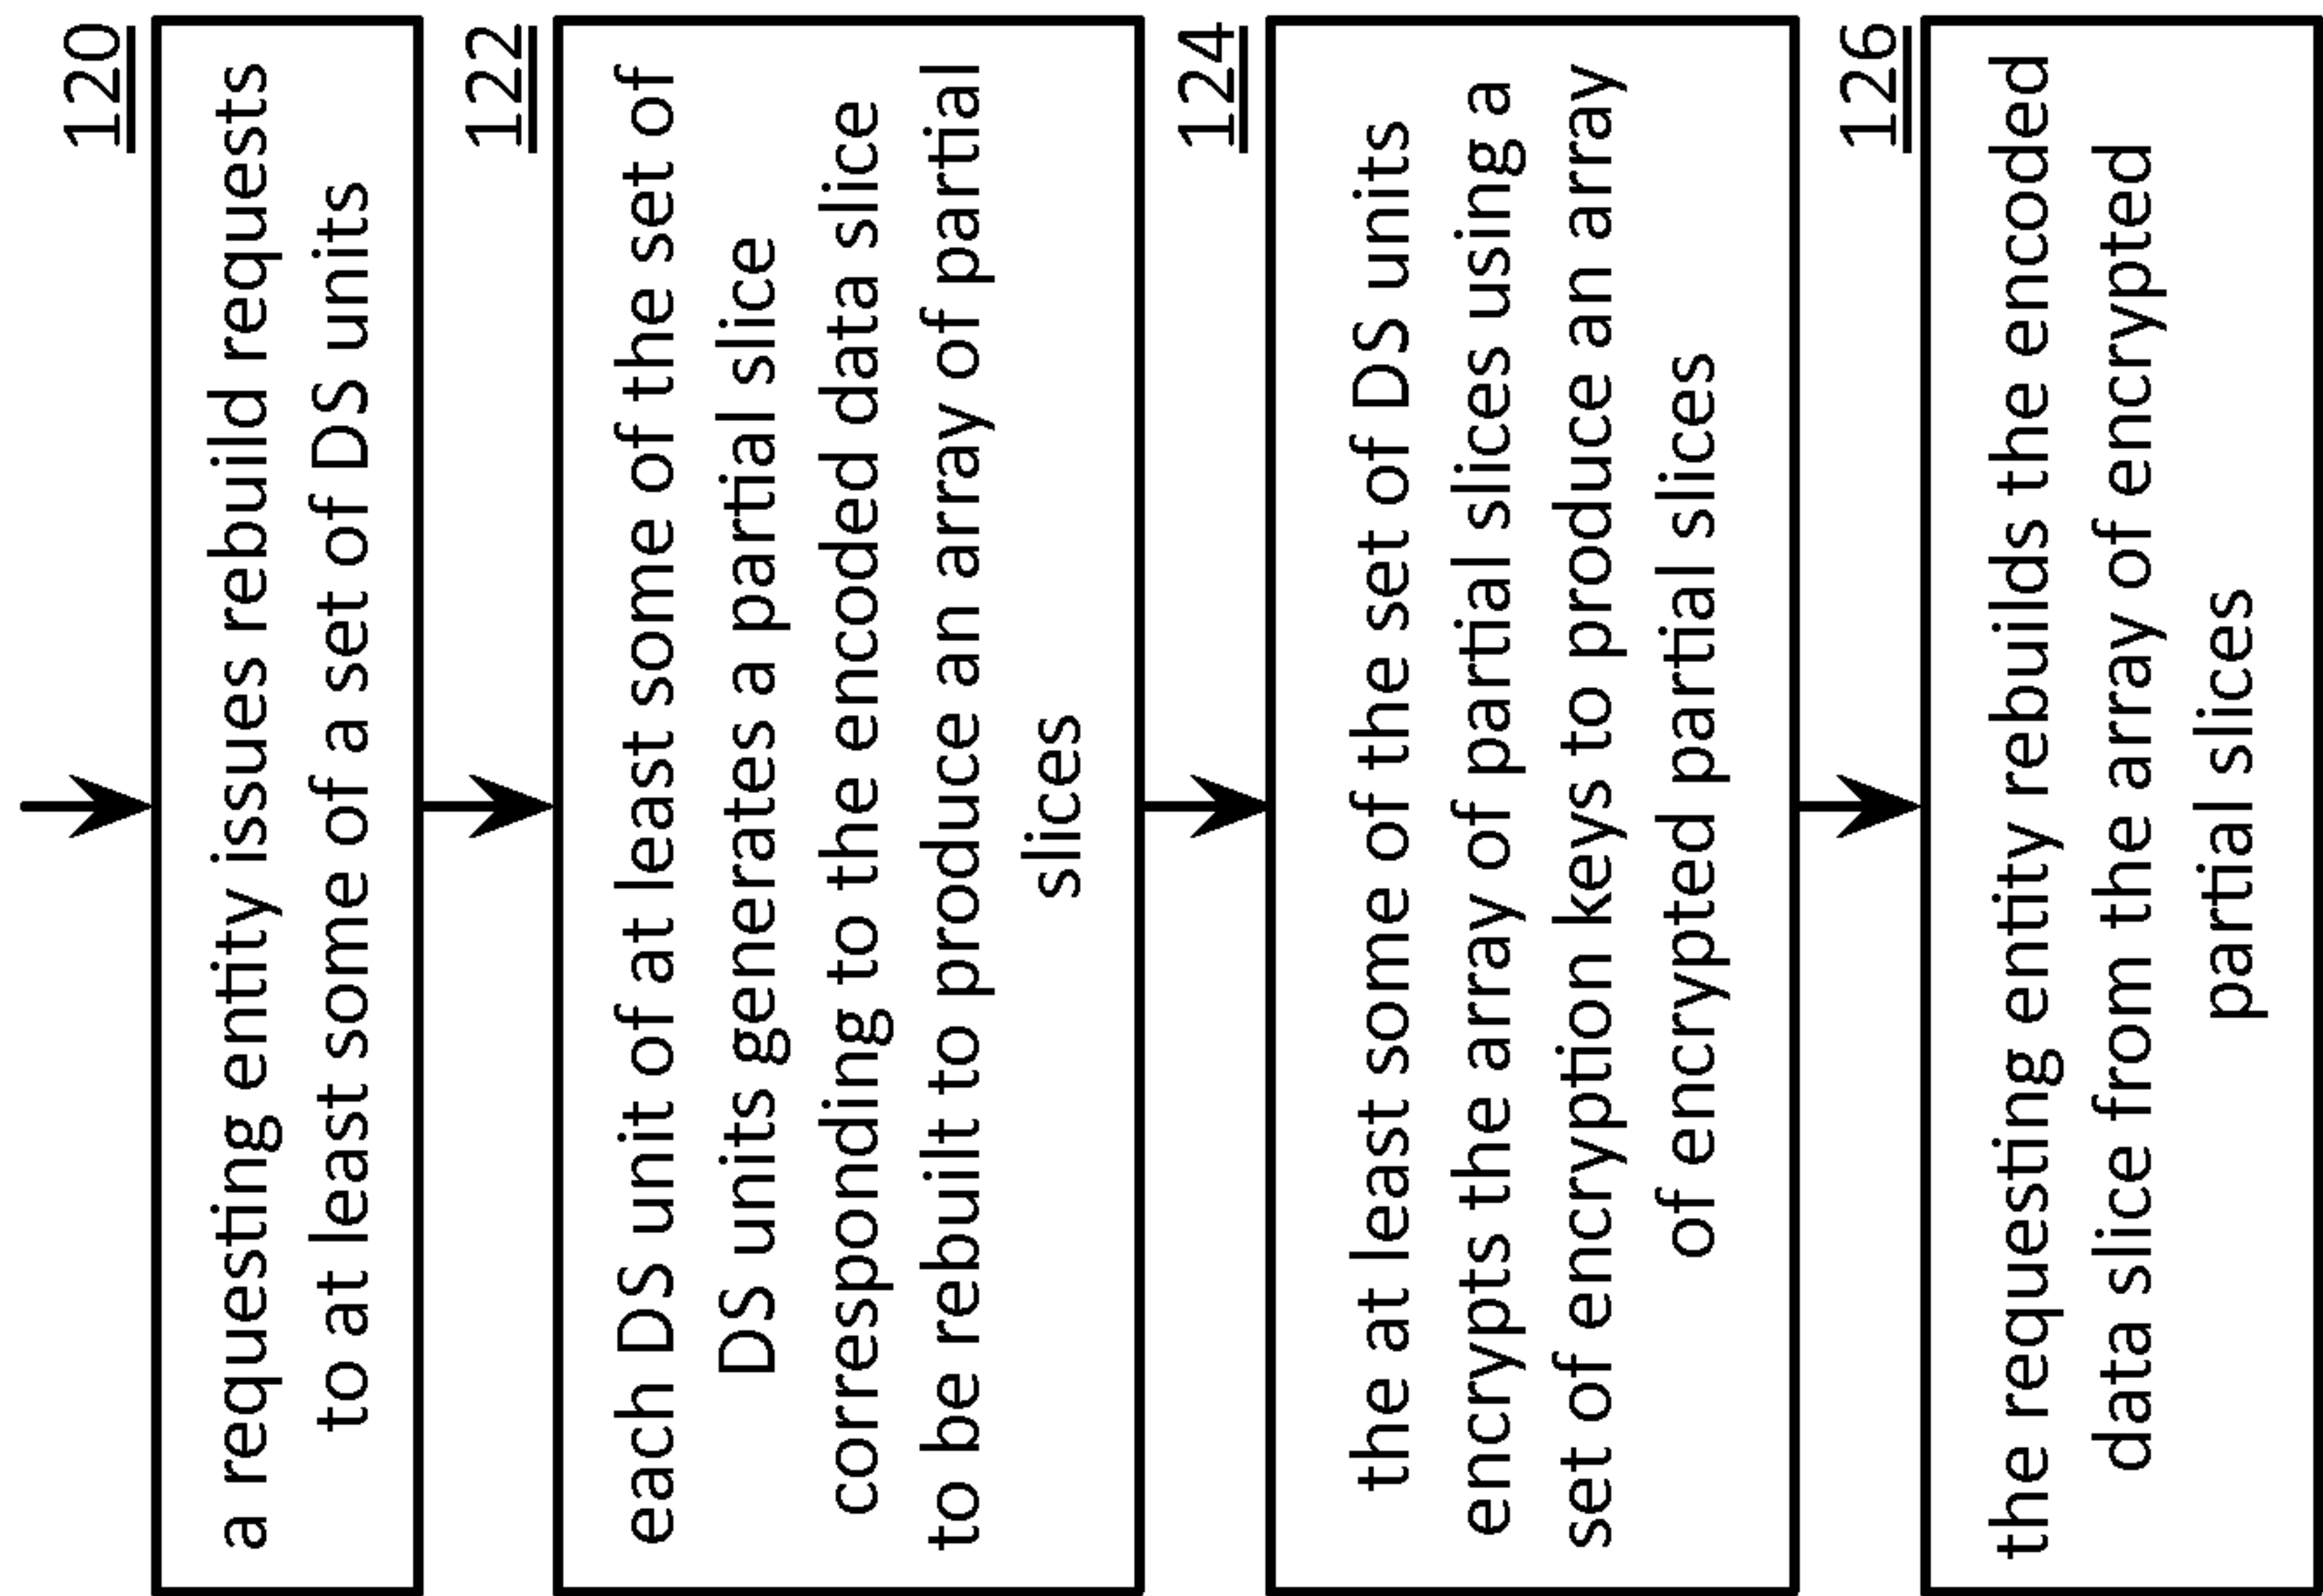 120
a requesting entity issues rebuild requests
to at least some of a set of DS units
122
each DS unit of at least some of the set of
DS units generates a partial slice
corresponding to the encoded data slice
to be rebuilt to produce an array of partial
slices
124
the at least some of the set of DS units
encrypts the array of partial slices using a
set of encryption keys to produce an array
of encrypted partial slices
126
the requesting entity rebuilds the encoded
data slice from the array of encrypted
partial slices